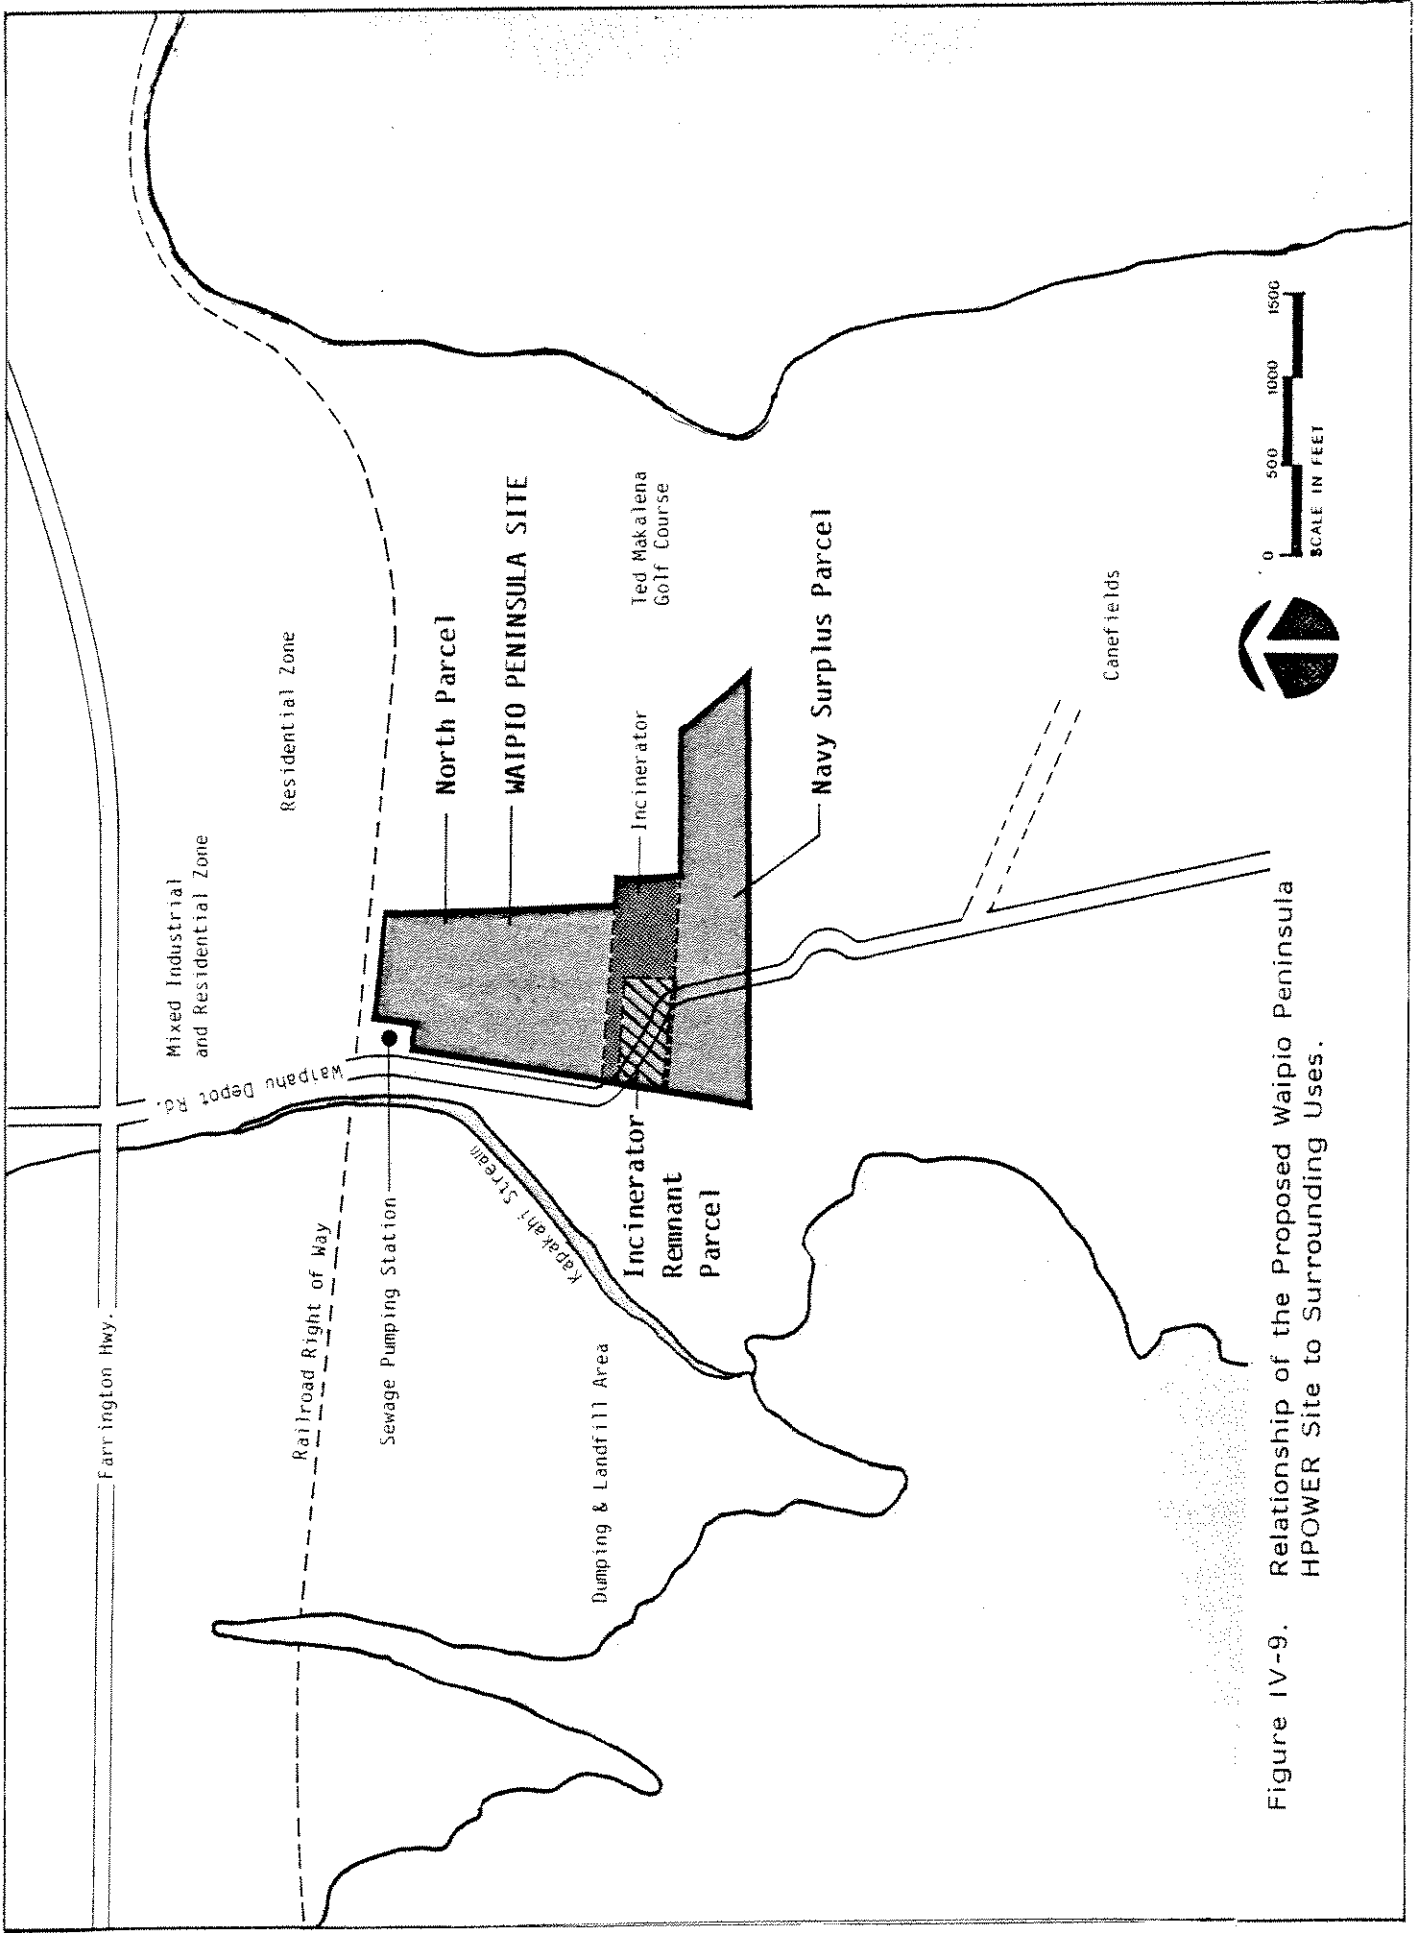 Farrington Hwy.
Mixed Industrial
and Residential Zone
Waipahu Depot Rd.
Residential Zone
Railroad Right of Way
Sewage Pumping Station
North Parcel
WAIPIO PENINSULA SITE
Kapakahi Stream
Dumping & Landfill Area
Incinerator
Remnant
Parcel
Incinerator
Ted Makalena
Golf Course
Navy Surplus Parcel
Canefields
0 500 1000 1500
SCALE IN FEET
Figure IV-9. Relationship of the Proposed Waipio Peninsula
HPOWER Site to Surrounding Uses.